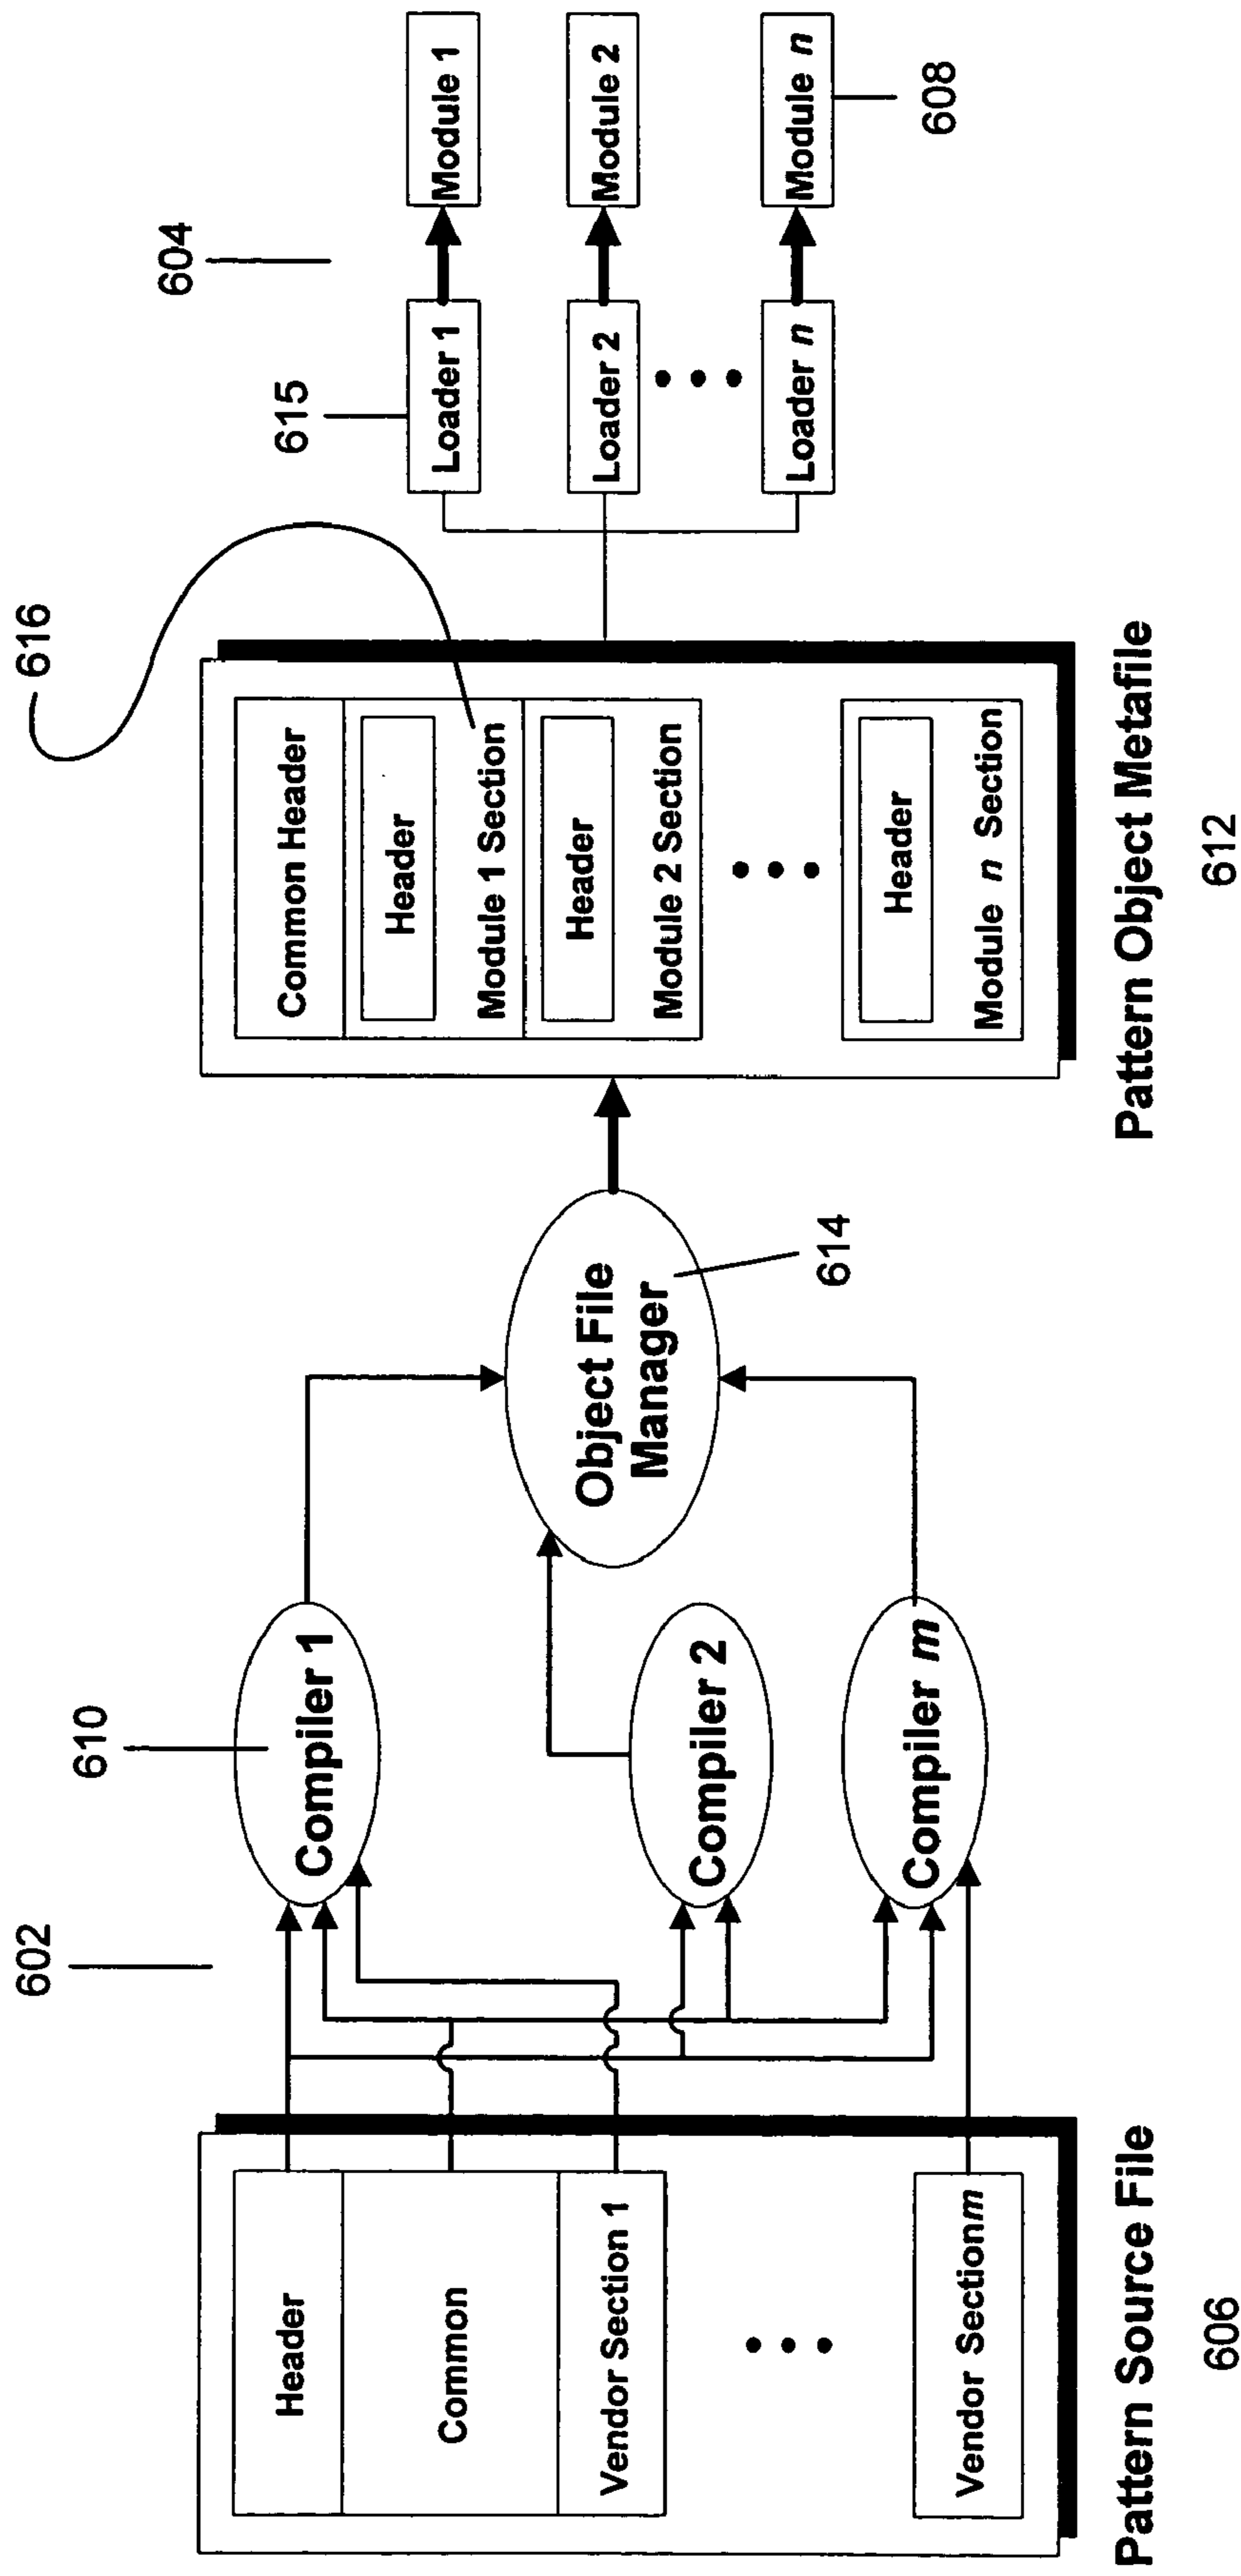 602
610
616
615
604
Header
Common
Vendor Section 1
Vendor Section m
Compiler 1
Compiler 2
Compiler m
Object File
Manager
614
Common Header
Header
Module 1 Section
Header
Module 2 Section
Header
Module n Section
Loader 1
Module 1
Loader 2
Module 2
Loader n
Module n
608
Pattern Source File
606
Pattern Object Metafile
612